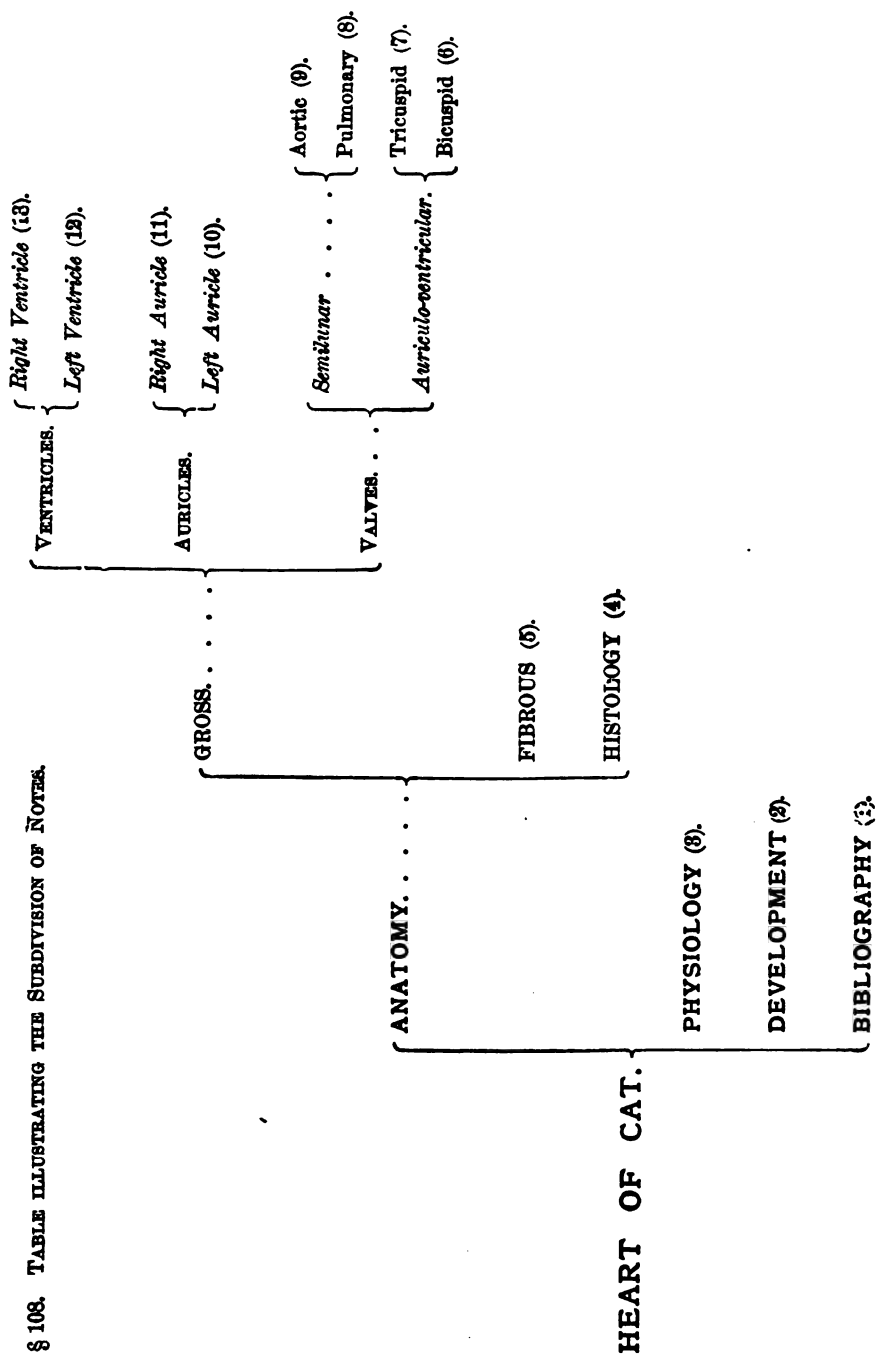 § 108. TABLE ILLUSTRATING THE SUBDIVISION OF NOTES.
HEART OF CAT.
ANATOMY. . . . .
GROSS. . . . .
VENTRICLES.
Right Ventricle (13).
Left Ventricle (12).
AURICLES.
Right Auricle (11).
Left Auricle (10).
VALVES. . .
Semilunar . . . . .
Aortic (9).
Pulmonary (8).
Auriculo-ventricular.
Tricuspid (7).
Bicuspid (6).
FIBROUS (5).
HISTOLOGY (4).
PHYSIOLOGY (3).
DEVELOPMENT (2).
BIBLIOGRAPHY (1).